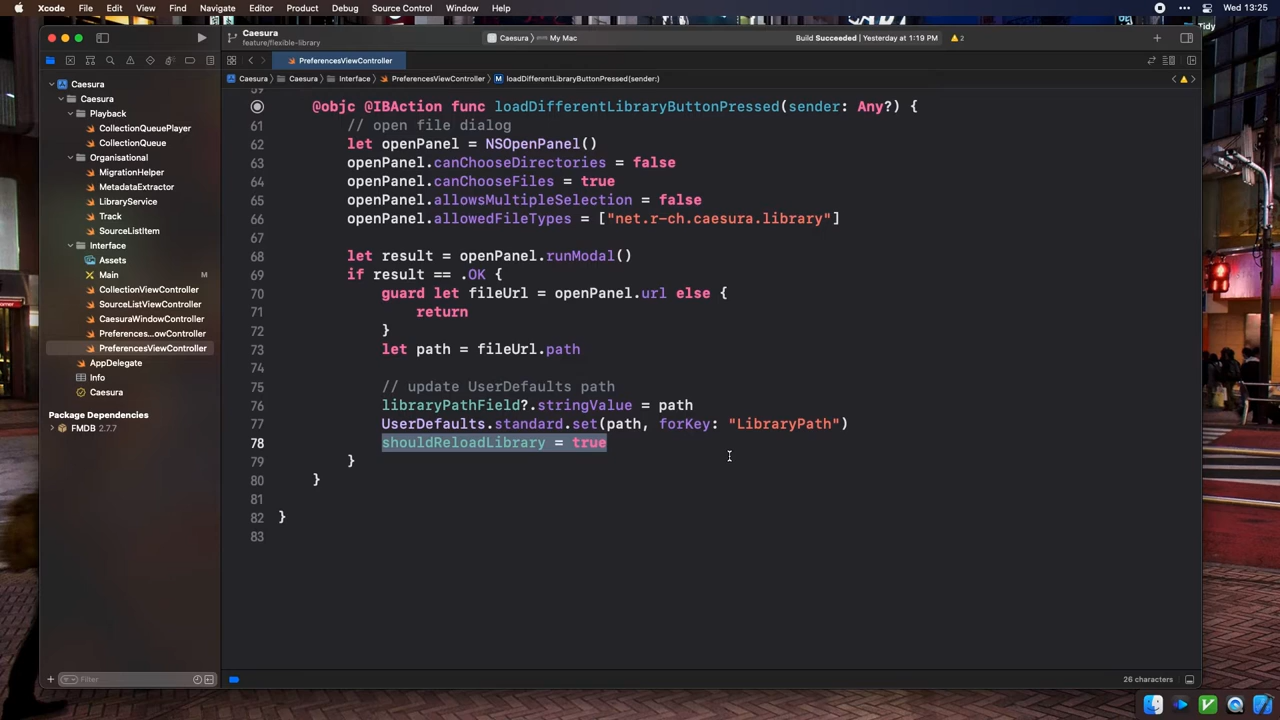 Xcode File Edit View Find Navigate Editor Product Debug Source Control Window Help
Wed 13:25
Tidy
Caesura
feature/flexible-library
Caesura My Mac
Build Succeeded | Yesterday at 1:19 PM
2
PreferencesViewController
Caesura Caesura Interface PreferencesViewController M loadDifferentLibraryButtonPressed(sender:)
Caesura
Caesura
Playback
CollectionQueuePlayer
CollectionQueue
Organisational
MigrationHelper
MetadataExtractor
LibraryService
Track
SourceListItem
Interface
Assets
Main M
CollectionViewController
SourceListViewController
CaesuraWindowController
Preferences...owController
PreferencesViewController
AppDelegate
Info
Caesura
Package Dependencies
FMDB 2.7.7
Filter
59
@objc @IBAction func loadDifferentLibraryButtonPressed(sender: Any?) {
61 // open file dialog
62 let openPanel = NSOpenPanel()
63 openPanel.canChooseDirectories = false
64 openPanel.canChooseFiles = true
65 openPanel.allowsMultipleSelection = false
66 openPanel.allowedFileTypes = ["net.r-ch.caesura.library"]
67
68 let result = openPanel.runModal()
69 if result == .OK {
70 guard let fileUrl = openPanel.url else {
71 return
72 }
73 let path = fileUrl.path
74
75 // update UserDefaults path
76 libraryPathField?.stringValue = path
77 UserDefaults.standard.set(path, forKey: "LibraryPath")
78 shouldReloadLibrary = true
79 }
80 }
81
82 }
83
26 characters